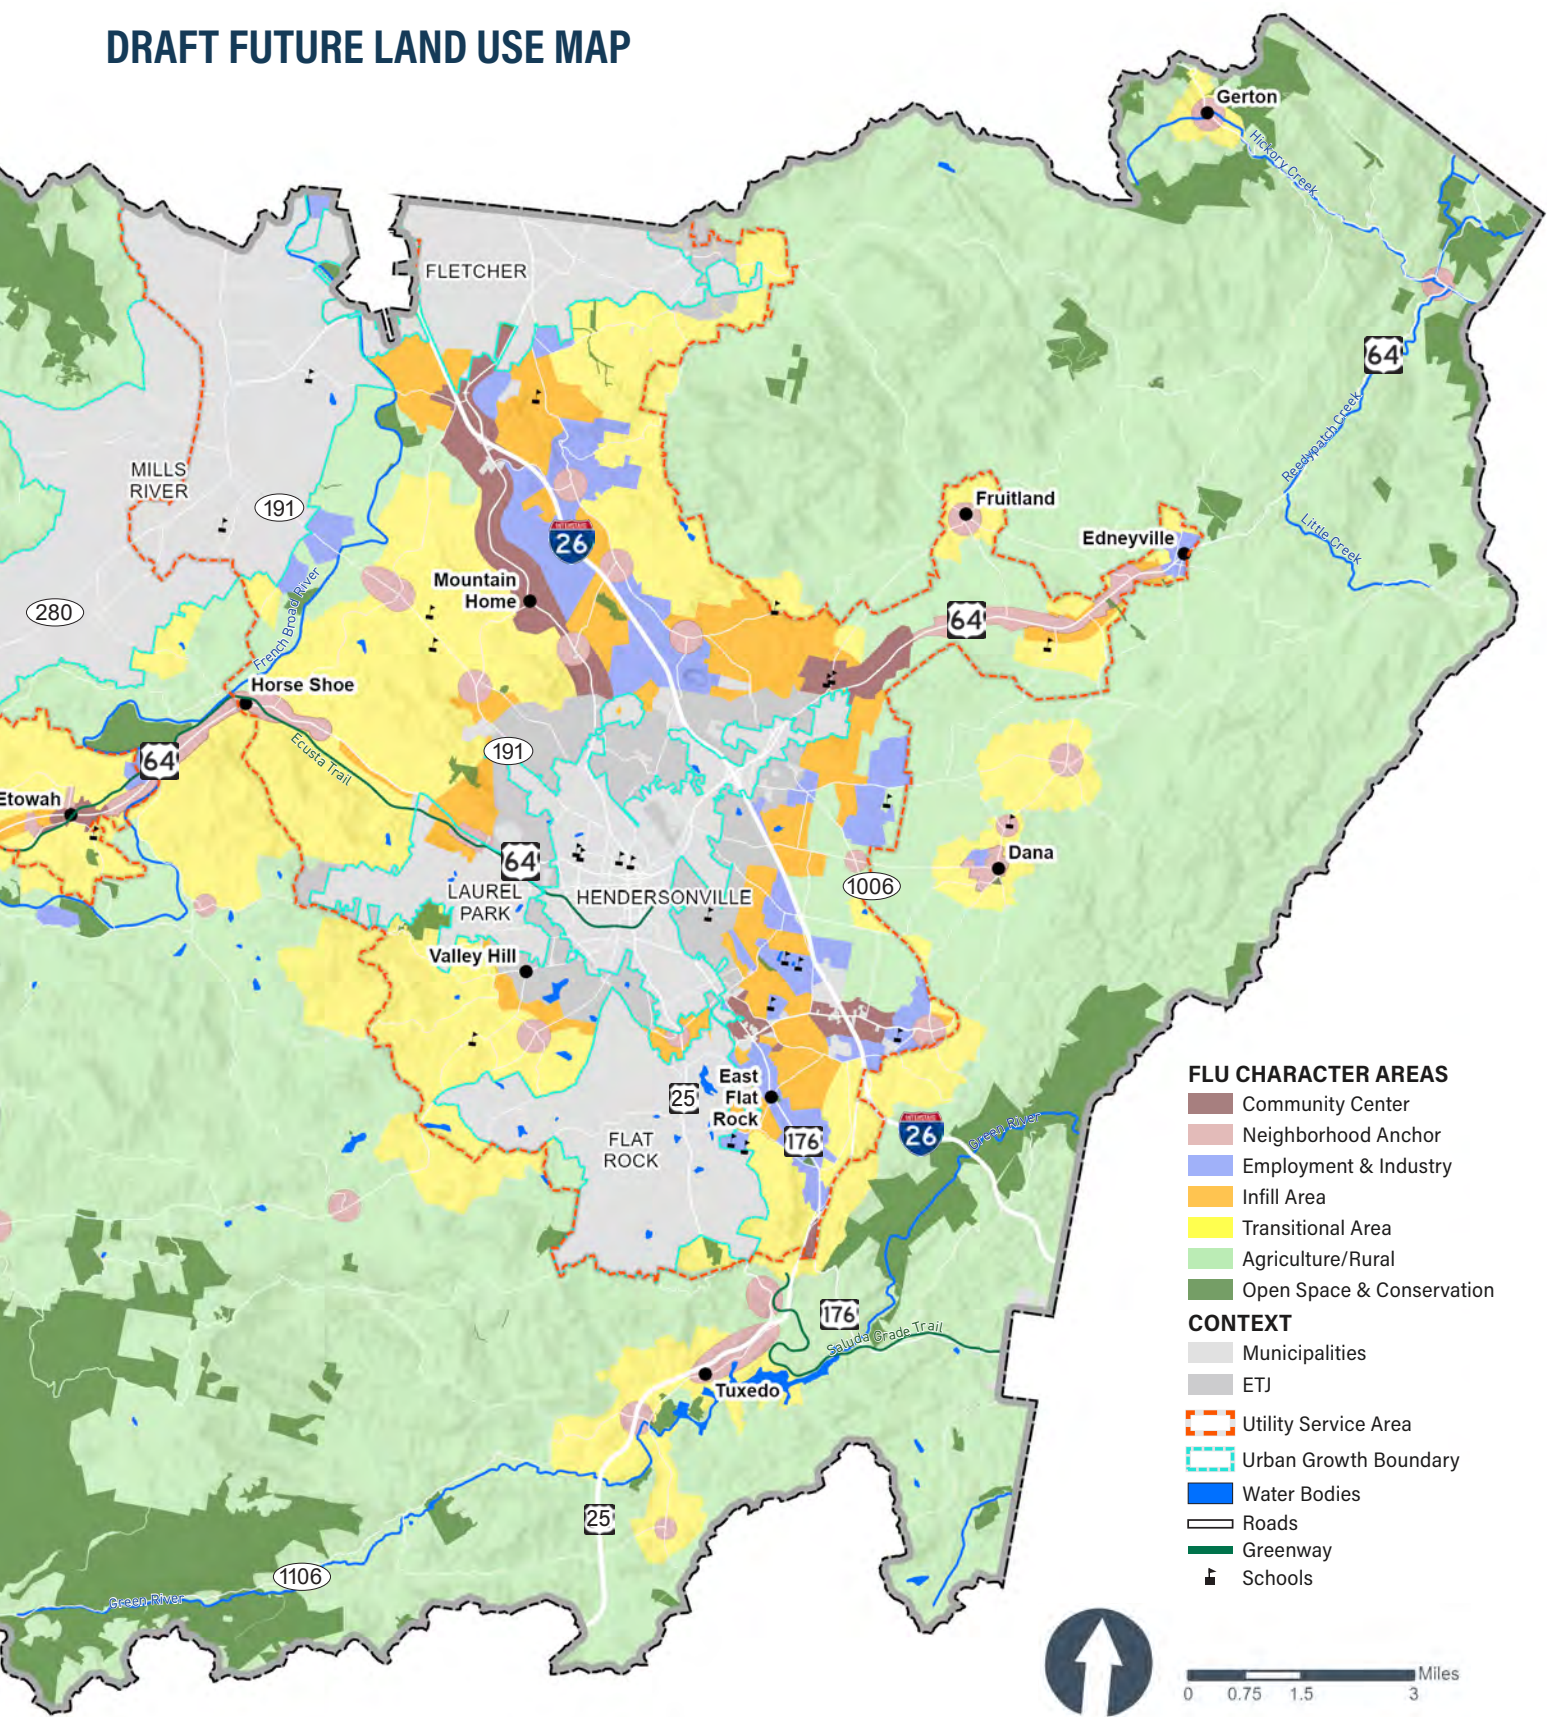 DRAFT FUTURE LAND USE MAP
Gerton
Hickory Creek
FLETCHER
64
MILLS
RIVER
191
Reedypatch Creek
Fruitland
Little Creek
INTERSTATE
26
Edneyville
Mountain
Home
280
French Broad River
64
Horse Shoe
Ecusta Trail
191
64
Etowah
64
Dana
1006
LAUREL
PARK
HENDERSONVILLE
Valley Hill
East
Flat
Rock
25
176
INTERSTATE
26
Green River
FLAT
ROCK
176
Saluda Grade Trail
Tuxedo
25
1106
Green River
FLU CHARACTER AREAS
Community Center
Neighborhood Anchor
Employment & Industry
Infill Area
Transitional Area
Agriculture/Rural
Open Space & Conservation
CONTEXT
Municipalities
ETJ
Utility Service Area
Urban Growth Boundary
Water Bodies
Roads
Greenway
Schools
Miles
0 0.75 1.5 3